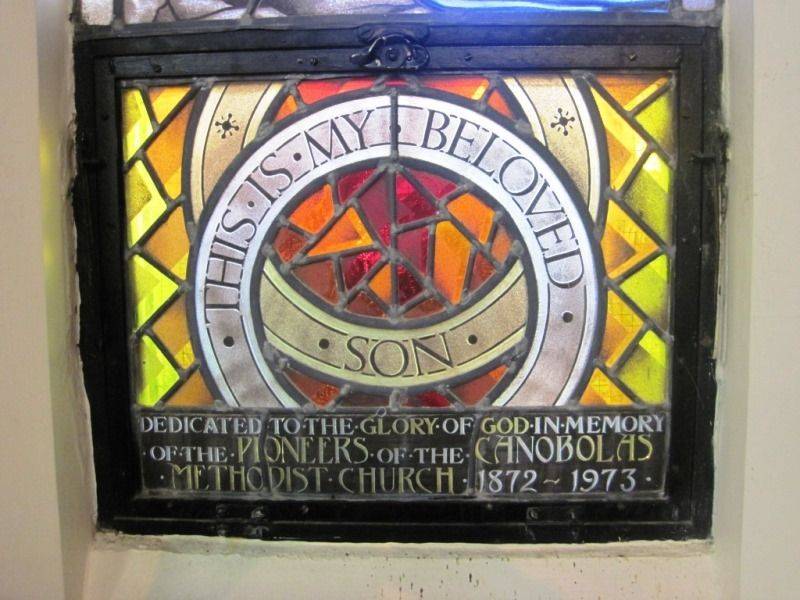 THIS · IS · MY · BELOVED
· SON ·
DEDICATED TO·THE·GLORY·OF GOD·IN·MEMORY
·OF·THE·PIONEERS·OF·THE·CANOBOLAS
·METHODIST·CHURCH·1872~1973·